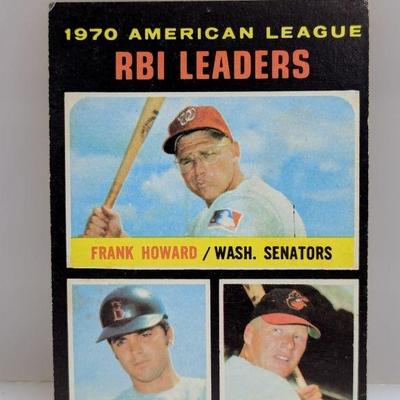 1970 AMERICAN LEAGUE
RBI LEADERS
FRANK HOWARD / WASH. SENATORS
B